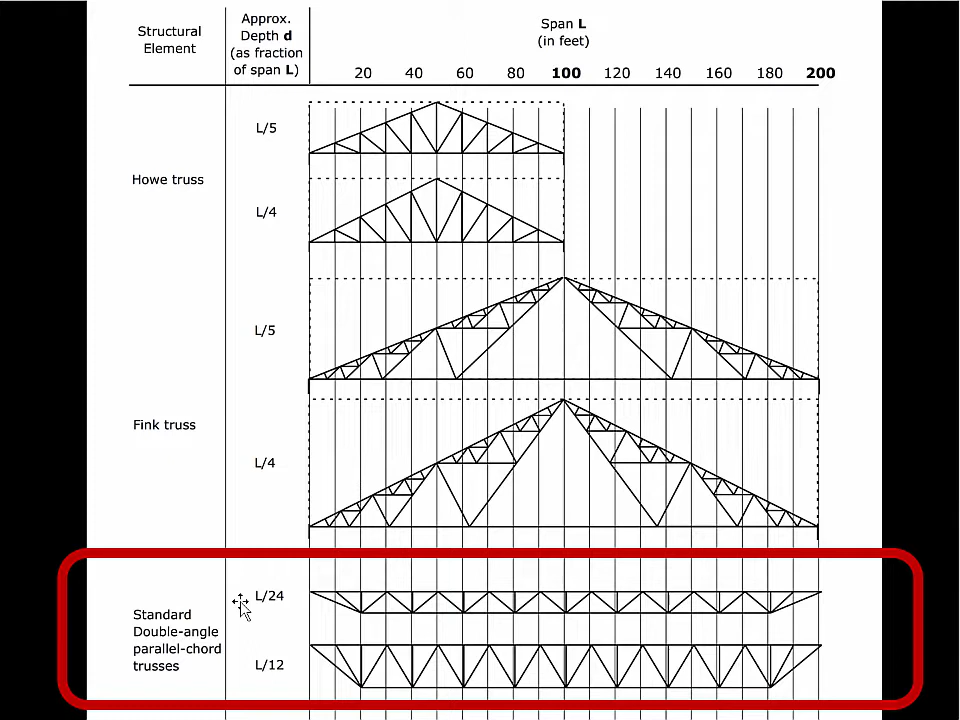 Structural
Element
Approx.
Depth d
(as fraction
of span L)
Span L
(in feet)
20 40 60 80 100 120 140 160 180 200
Howe truss
L/5
L/4
Fink truss
L/5
L/4
Standard
Double-angle
parallel-chord
trusses
L/24
L/12